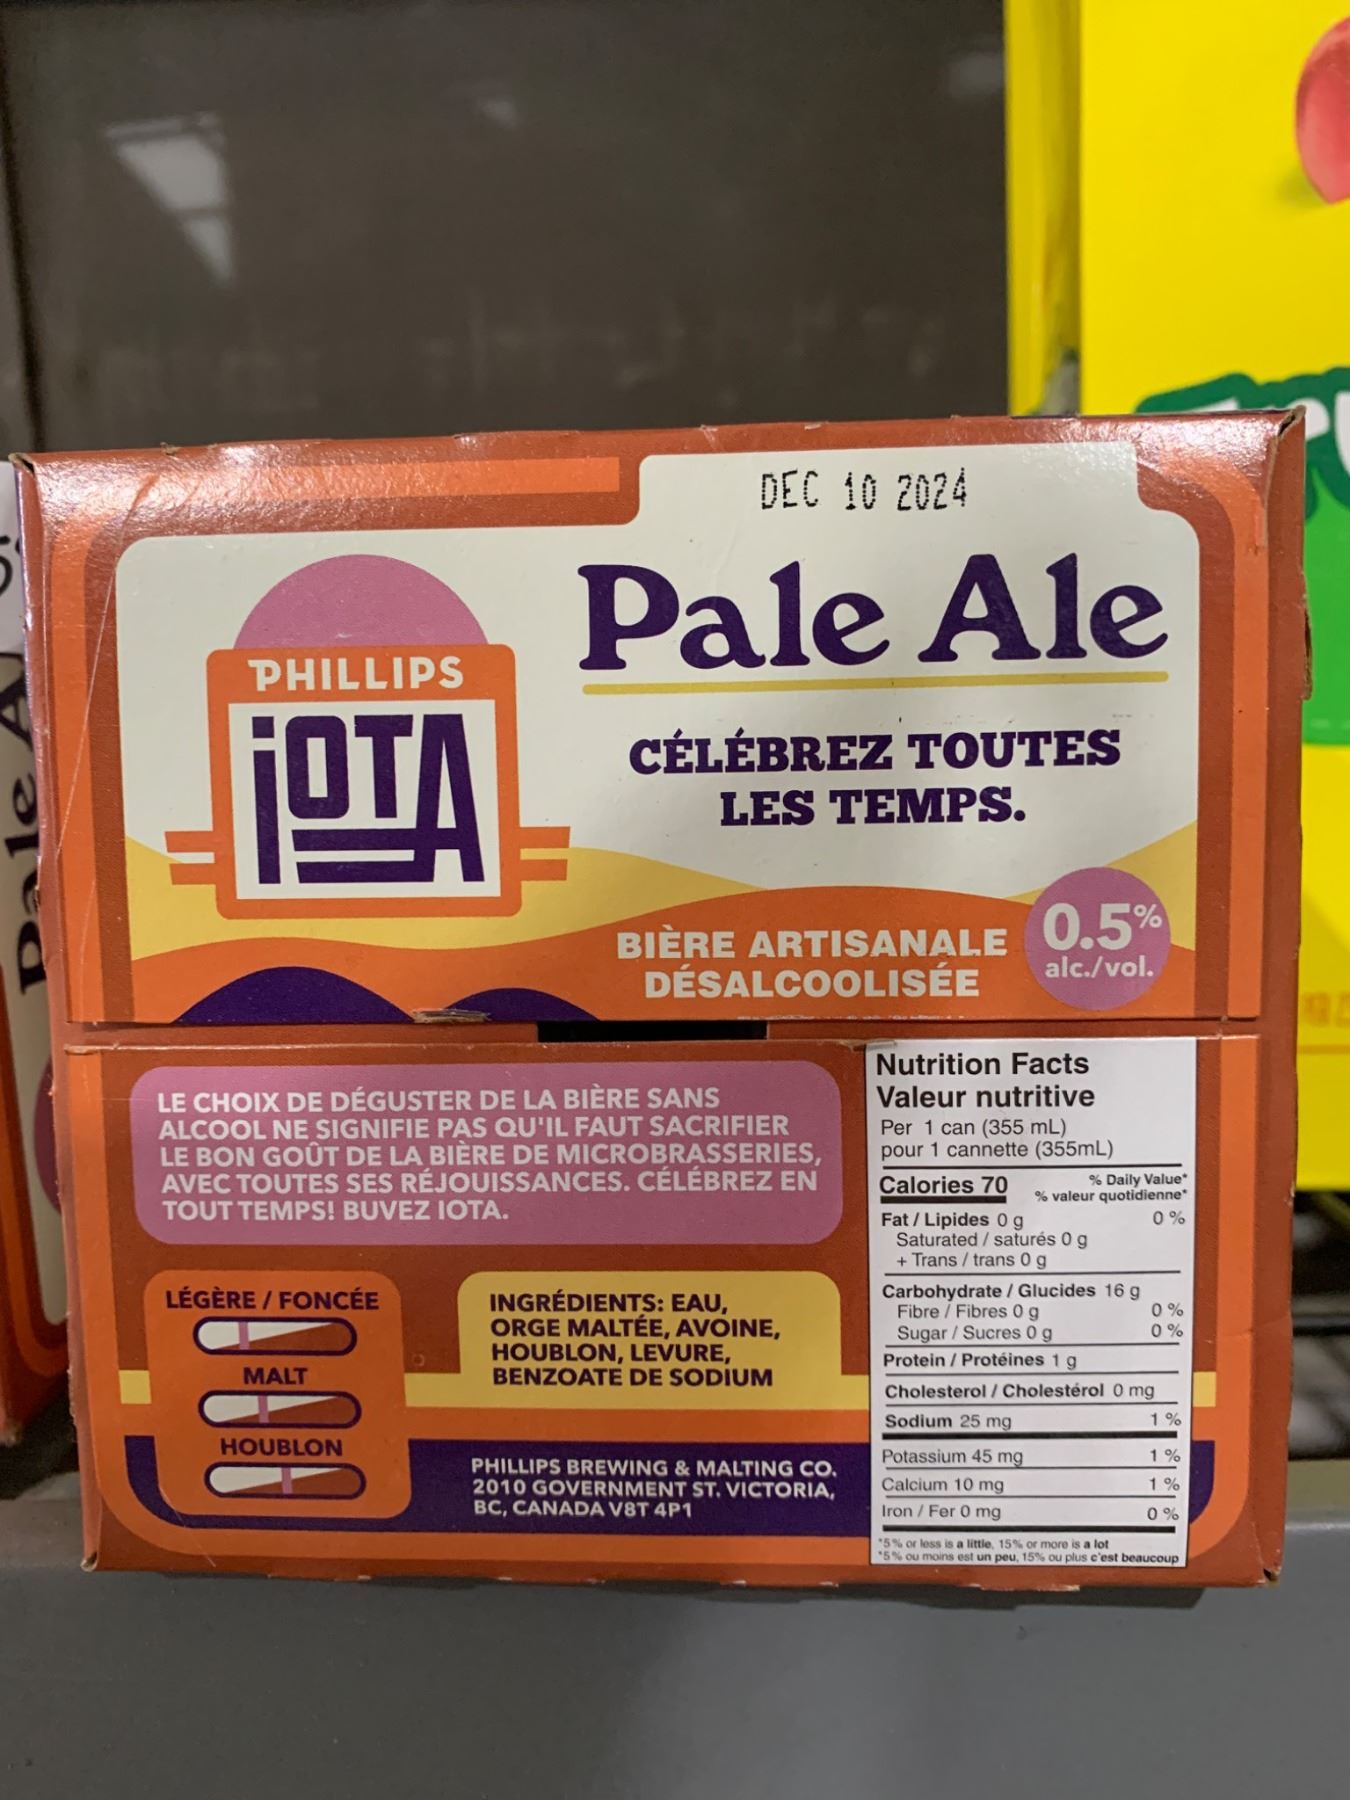 DEC 10 2024
Pale Ale
PHILLIPS
iOTA
CÉLÉBREZ TOUTES
LES TEMPS.
BIÈRE ARTISANALE
DÉSALCOOLISÉE
0.5%
alc./vol.
LE CHOIX DE DÉGUSTER DE LA BIÈRE SANS
ALCOOL NE SIGNIFIE PAS QU'IL FAUT SACRIFIER
LE BON GOÛT DE LA BIÈRE DE MICROBRASSERIES,
AVEC TOUTES SES RÉJOUISSANCES. CÉLÉBREZ EN
TOUT TEMPS! BUVEZ IOTA.
LÉGÈRE / FONCÉE
MALT
HOUBLON
INGRÉDIENTS: EAU,
ORGE MALTÉE, AVOINE,
HOUBLON, LEVURE,
BENZOATE DE SODIUM
PHILLIPS BREWING & MALTING CO.
2010 GOVERNMENT ST. VICTORIA,
BC, CANADA V8T 4P1
Nutrition Facts
Valeur nutritive
Per 1 can (355 mL)
pour 1 cannette (355mL)
Calories 70
% Daily Value*
% valeur quotidienne*
Fat / Lipides 0 g 0 %
Saturated / saturés 0 g
+ Trans / trans 0 g
Carbohydrate / Glucides 16 g
Fibre / Fibres 0 g 0 %
Sugar / Sucres 0 g 0 %
Protein / Protéines 1 g
Cholesterol / Cholestérol 0 mg
Sodium 25 mg 1 %
Potassium 45 mg 1 %
Calcium 10 mg 1 %
Iron / Fer 0 mg 0 %
*5% or less is a little, 15% or more is a lot
*5% ou moins est un peu, 15% ou plus c'est beaucoup
Pale A